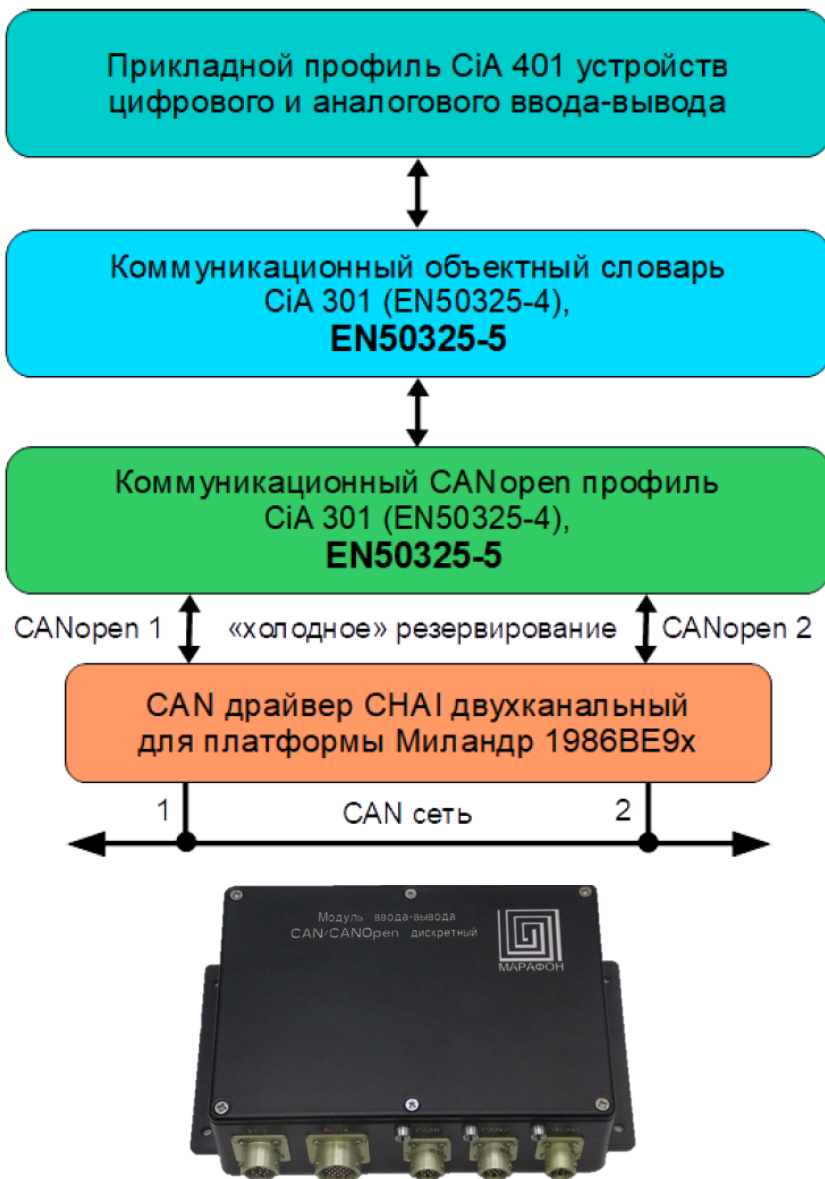 Прикладной профиль CiA 401 устройств
цифрового и аналогового ввода-вывода
Коммуникационный объектный словарь
CiA 301 (EN50325-4),
EN50325-5
Коммуникационный CANopen профиль
CiA 301 (EN50325-4),
EN50325-5
CANopen 1
«холодное» резервирование
CANopen 2
CAN драйвер CHAI двухканальный
для платформы Миландр 1986ВЕ9х
1
CAN сеть
2
Модуль ввода-вывода
CAN/CANOpen дискретный
МАРАФОН